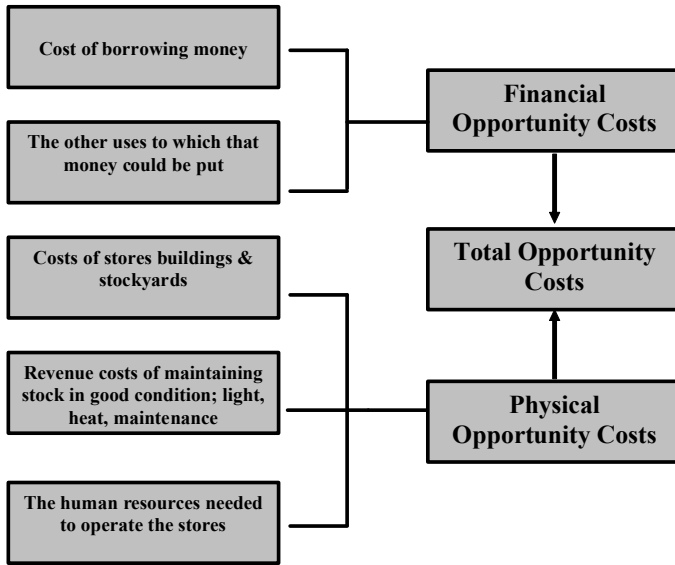 Cost of borrowing money
The other uses to which that
money could be put
Costs of stores buildings &
stockyards
Revenue costs of maintaining
stock in good condition; light,
heat, maintenance
The human resources needed
to operate the stores
Financial
Opportunity Costs
Total Opportunity
Costs
Physical
Opportunity Costs